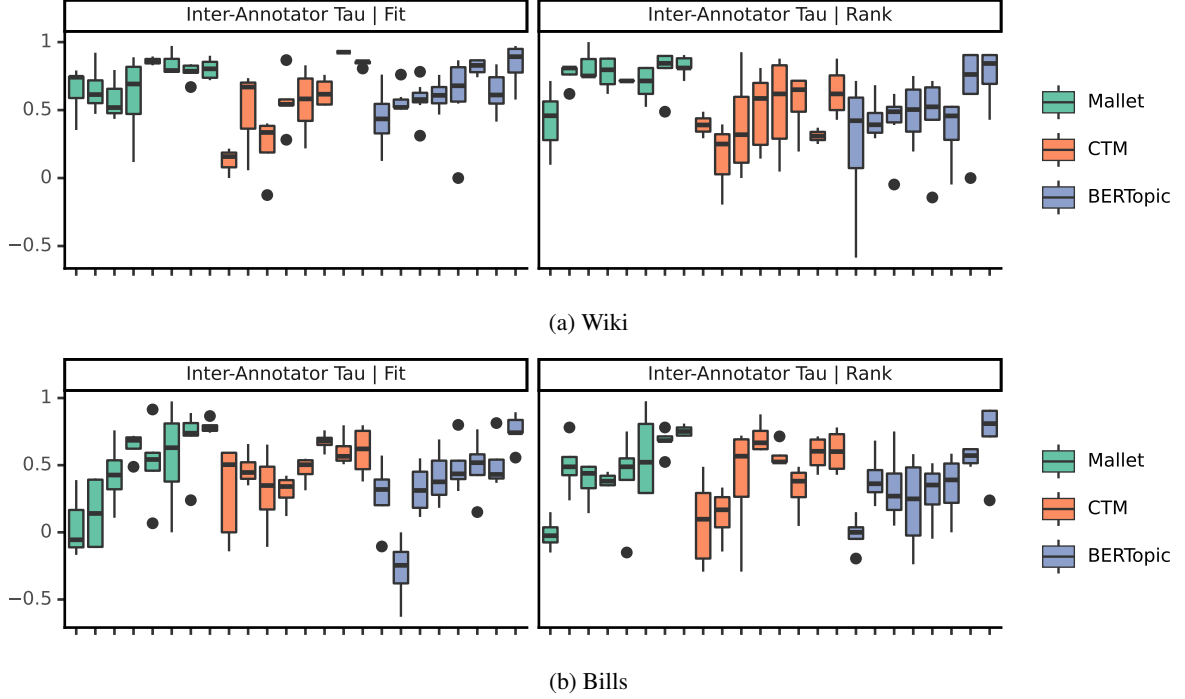 Inter-Annotator Tau | Fit
Inter-Annotator Tau | Rank
1
0.5
0
−0.5
Mallet
CTM
BERTopic
(a) Wiki
Inter-Annotator Tau | Fit
Inter-Annotator Tau | Rank
1
0.5
0
−0.5
Mallet
CTM
BERTopic
(b) Bills